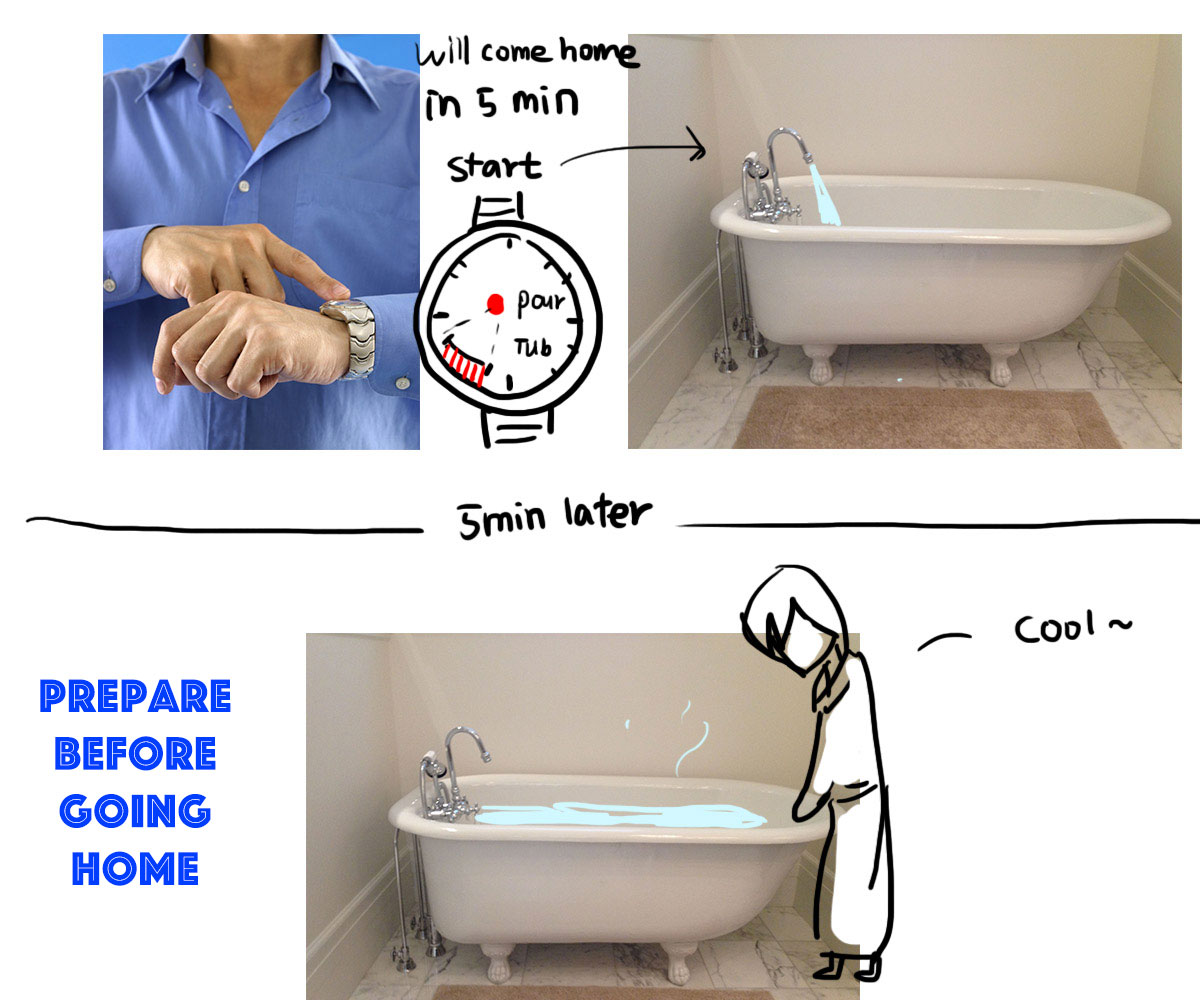 will come home
in 5 min
start
pour
Tub
5min later
cool~
PREPARE
BEFORE
GOING
HOME